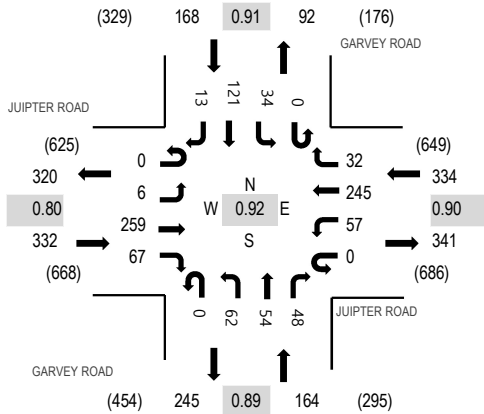 (329) 168 0.91 92 (176)
GARVEY ROAD
13 121 34 0
JUIPTER ROAD
(625) (649)
0 32
320 334
6 N 245
0.80 W 0.92 E 0.90
259 57
332 S 341
67 0
(668) (686)
0 62 54 48
JUIPTER ROAD
GARVEY ROAD
(454) 245 0.89 164 (295)